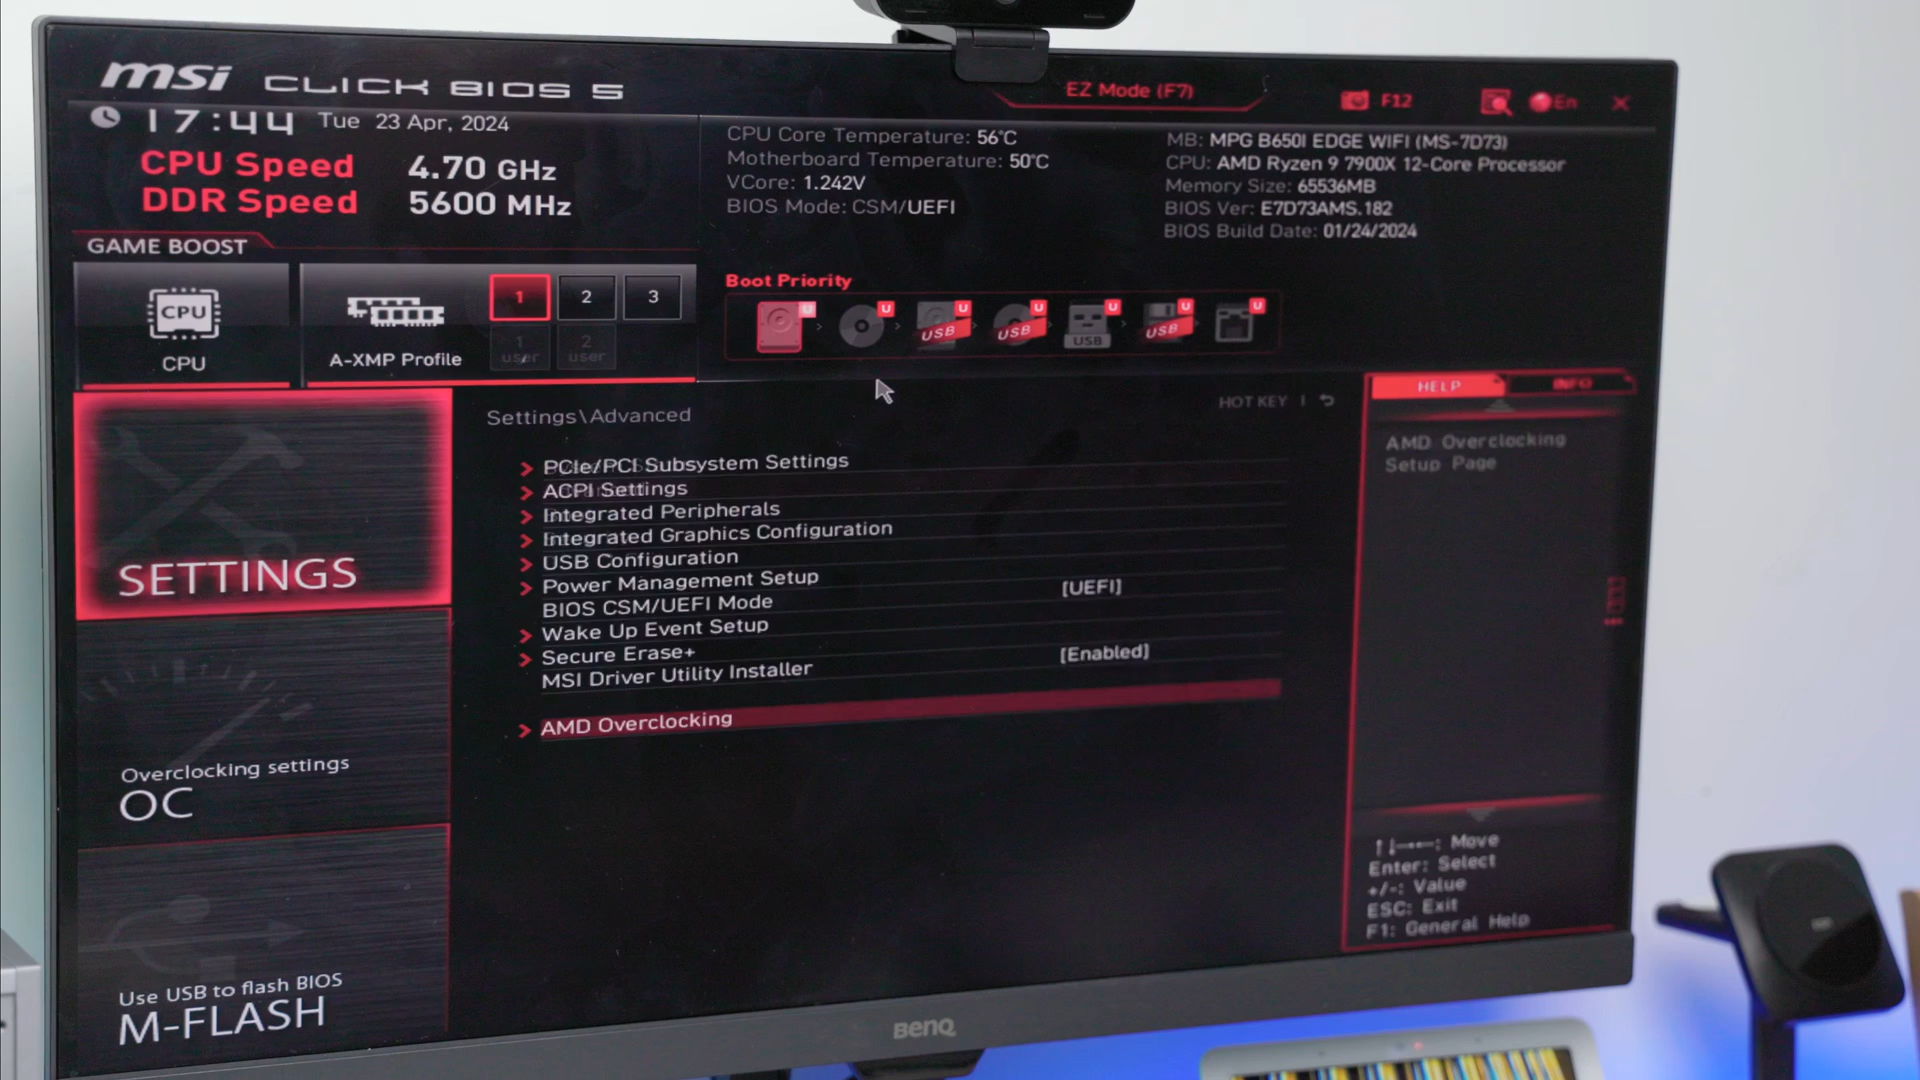 msi CLICK BIOS 5
EZ Mode (F7)
F12
En
X
17:44 Tue 23 Apr, 2024
CPU Speed 4.70 GHz
DDR Speed 5600 MHz
CPU Core Temperature: 56°C
Motherboard Temperature: 50°C
VCore: 1.242V
BIOS Mode: CSM/UEFI
MB: MPG B650I EDGE WIFI (MS-7D73)
CPU: AMD Ryzen 9 7900X 12-Core Processor
Memory Size: 65536MB
BIOS Ver: E7D73AMS.182
BIOS Build Date: 01/24/2024
GAME BOOST
CPU
CPU
A-XMP Profile
1 2 3
1 user 2 user
Boot Priority
U U U U U U U
USB USB USB USB
SETTINGS
Overclocking settings
OC
Use USB to flash BIOS
M-FLASH
Settings\Advanced
HOT KEY
> PCIe/PCI Subsystem Settings
> ACPI Settings
> Integrated Peripherals
> Integrated Graphics Configuration
> USB Configuration
> Power Management Setup
BIOS CSM/UEFI Mode [UEFI]
> Wake Up Event Setup
> Secure Erase+
MSI Driver Utility Installer [Enabled]
> AMD Overclocking
HELP INFO
AMD Overclocking
Setup Page
↑↓→←: Move
Enter: Select
+/-: Value
ESC: Exit
F1: General Help
BenQ